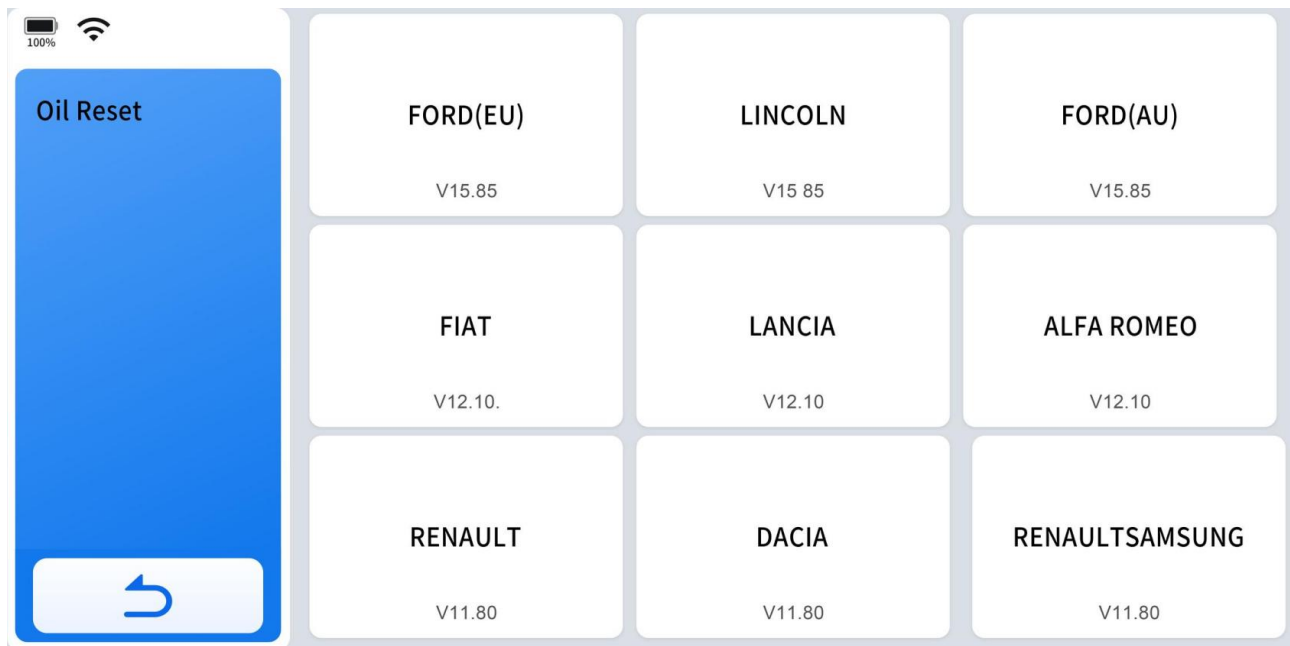 100%
Oil Reset
FORD(EU)
V15.85
LINCOLN
V15 85
FORD(AU)
V15.85
FIAT
V12.10.
LANCIA
V12.10
ALFA ROMEO
V12.10
RENAULT
V11.80
DACIA
V11.80
RENAULTSAMSUNG
V11.80